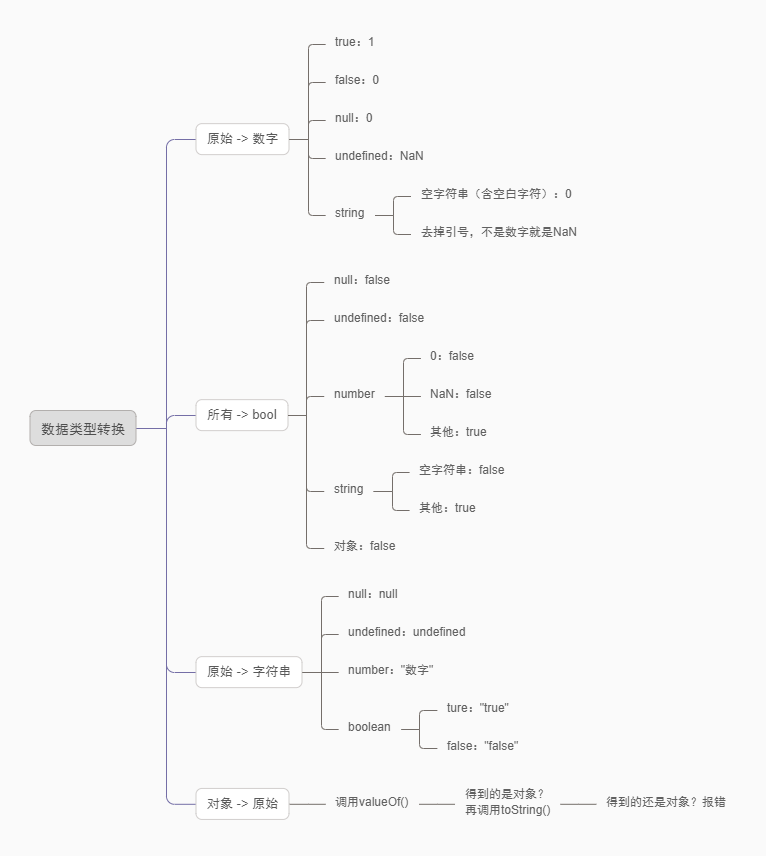 数据类型转换
原始 -> 数字
true：1
false：0
null：0
undefined：NaN
string
空字符串（含空白字符）：0
去掉引号，不是数字就是NaN
所有 -> bool
null：false
undefined：false
number
0：false
NaN：false
其他：true
string
空字符串：false
其他：true
对象：false
原始 -> 字符串
null：null
undefined：undefined
number："数字"
boolean
ture："true"
false："false"
对象 -> 原始
调用valueOf()
得到的是对象？
再调用toString()
得到的还是对象？报错